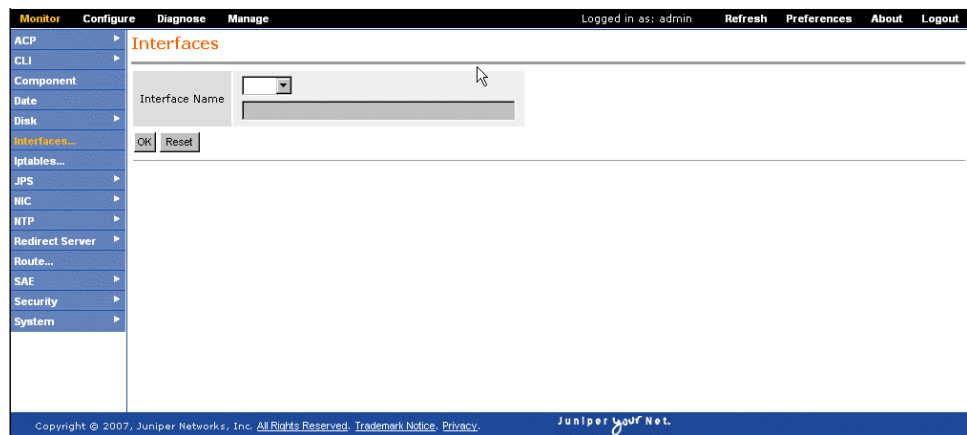 Monitor Configure Diagnose Manage Logged in as: admin Refresh Preferences About Logout
ACP
CLI
Component
Date
Disk
Interfaces...
Iptables...
JPS
NIC
NTP
Redirect Server
Route...
SAE
Security
System
Interfaces
Interface Name
OK Reset
Copyright © 2007, Juniper Networks, Inc. All Rights Reserved. Trademark Notice. Privacy.
Juniper your Net.